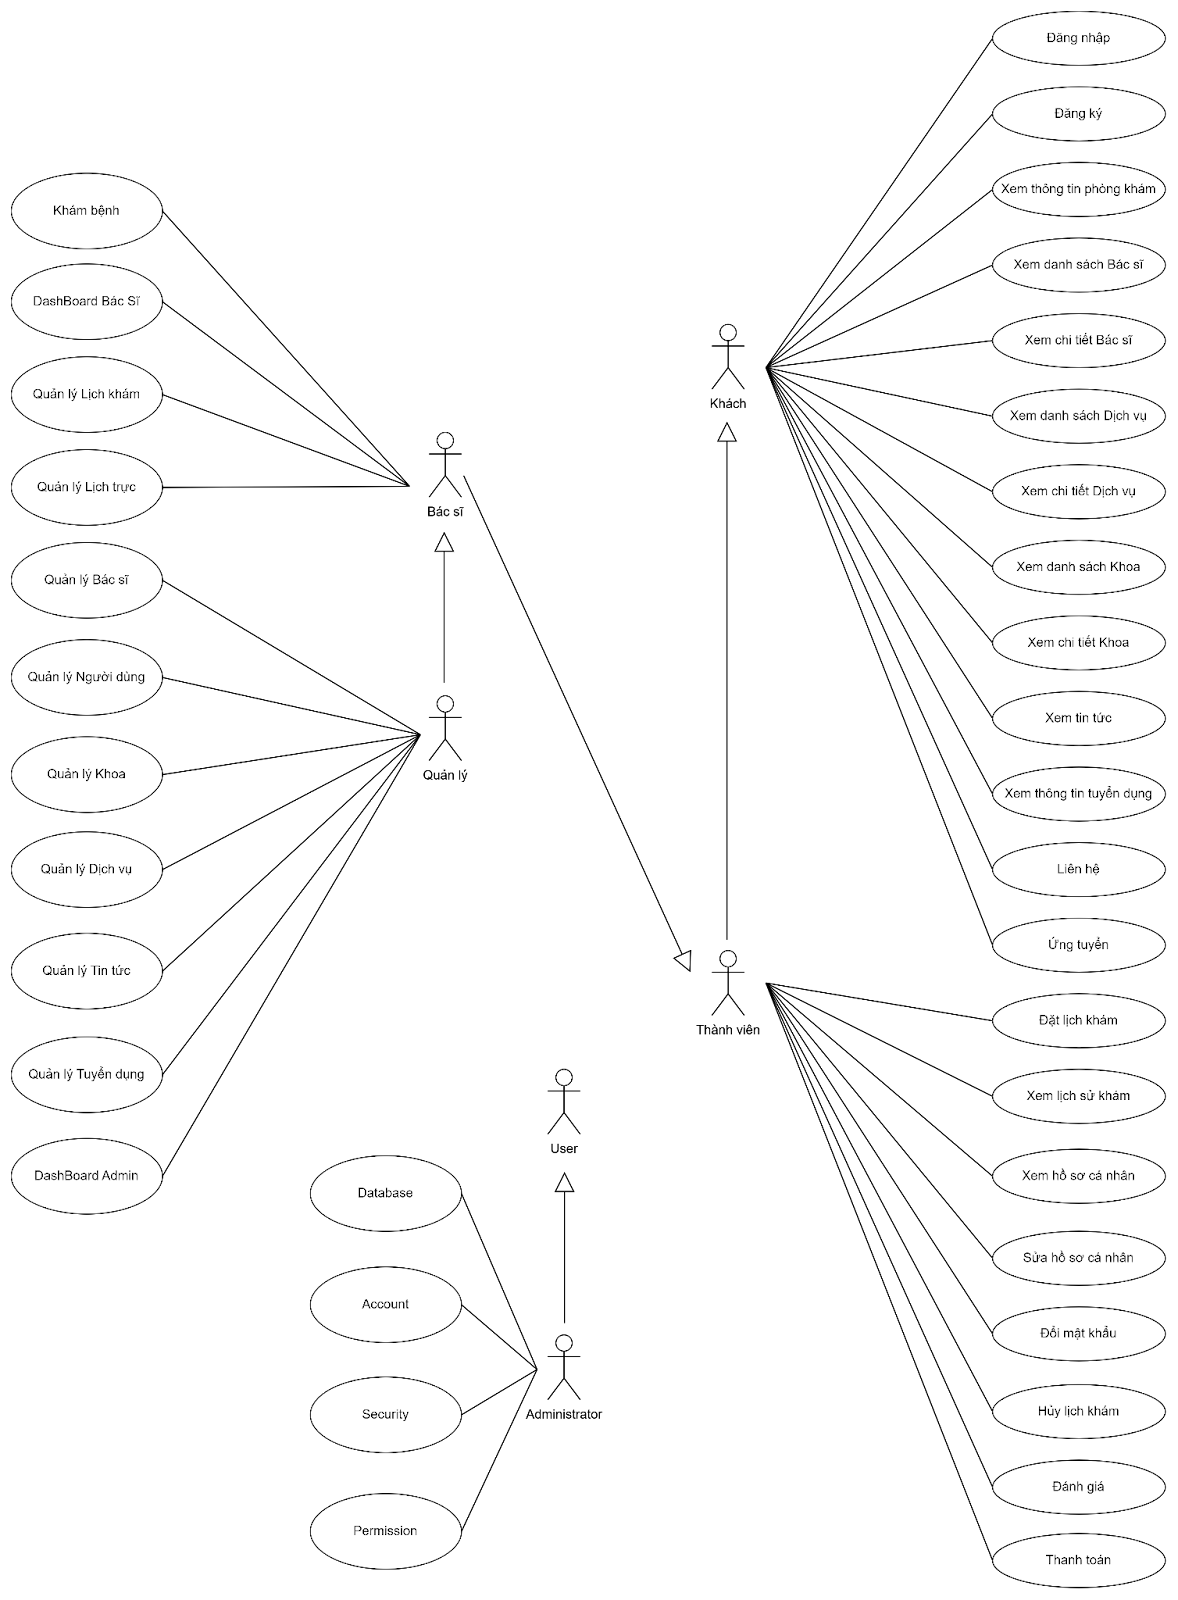 Khám bệnh
DashBoard Bác Sĩ
Quản lý Lịch khám
Quản lý Lịch trực
Quản lý Bác sĩ
Quản lý Người dùng
Quản lý Khoa
Quản lý Dịch vụ
Quản lý Tin tức
Quản lý Tuyển dụng
DashBoard Admin
Bác sĩ
Quản lý
User
Database
Account
Security
Permission
Administrator
Khách
Thành viên
Đăng nhập
Đăng ký
Xem thông tin phòng khám
Xem danh sách Bác sĩ
Xem chi tiết Bác sĩ
Xem danh sách Dịch vụ
Xem chi tiết Dịch vụ
Xem danh sách Khoa
Xem chi tiết Khoa
Xem tin tức
Xem thông tin tuyển dụng
Liên hệ
Ứng tuyển
Đặt lịch khám
Xem lịch sử khám
Xem hồ sơ cá nhân
Sửa hồ sơ cá nhân
Đổi mật khẩu
Hủy lịch khám
Đánh giá
Thanh toán